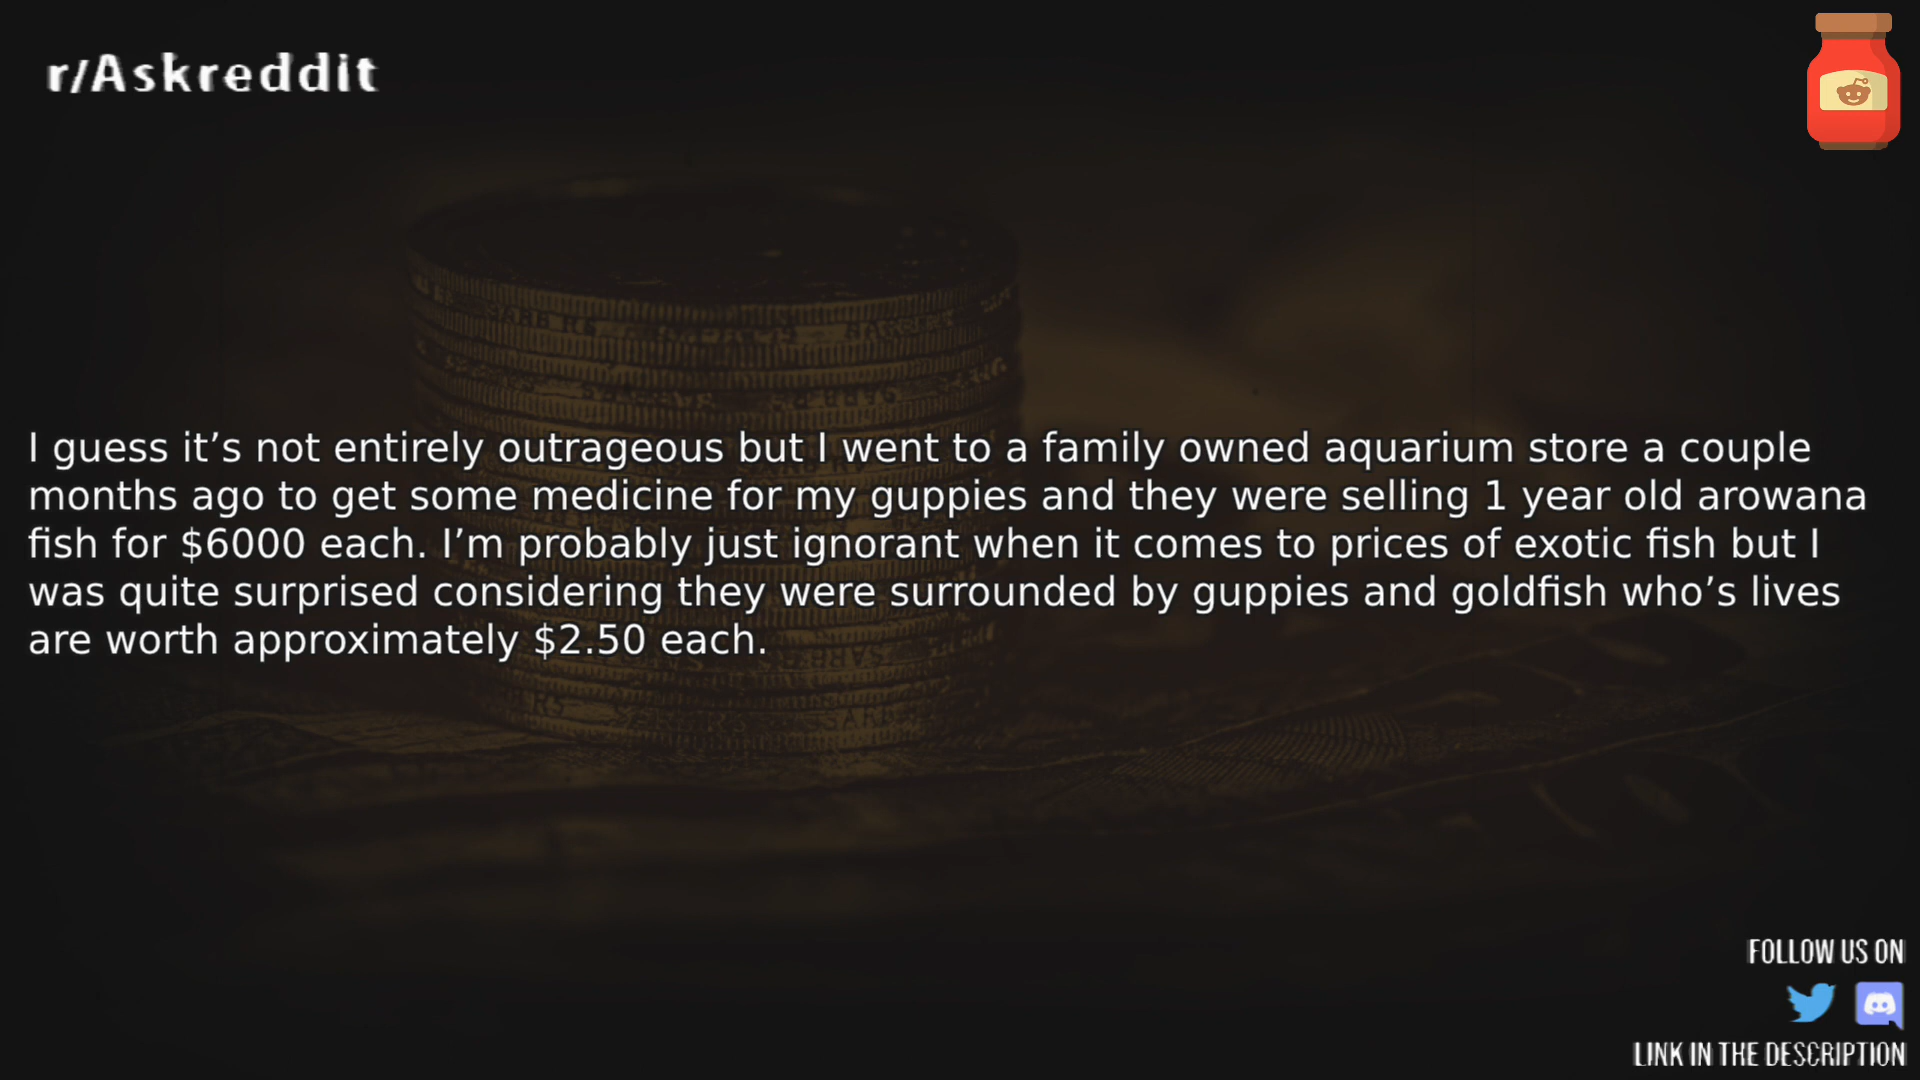 r/Askreddit
I guess it’s not entirely outrageous but I went to a family owned aquarium store a couple
months ago to get some medicine for my guppies and they were selling 1 year old arowana
fish for $6000 each. I’m probably just ignorant when it comes to prices of exotic fish but I
was quite surprised considering they were surrounded by guppies and goldfish who’s lives
are worth approximately $2.50 each.
FOLLOW US ON
LINK IN THE DESCRIPTION